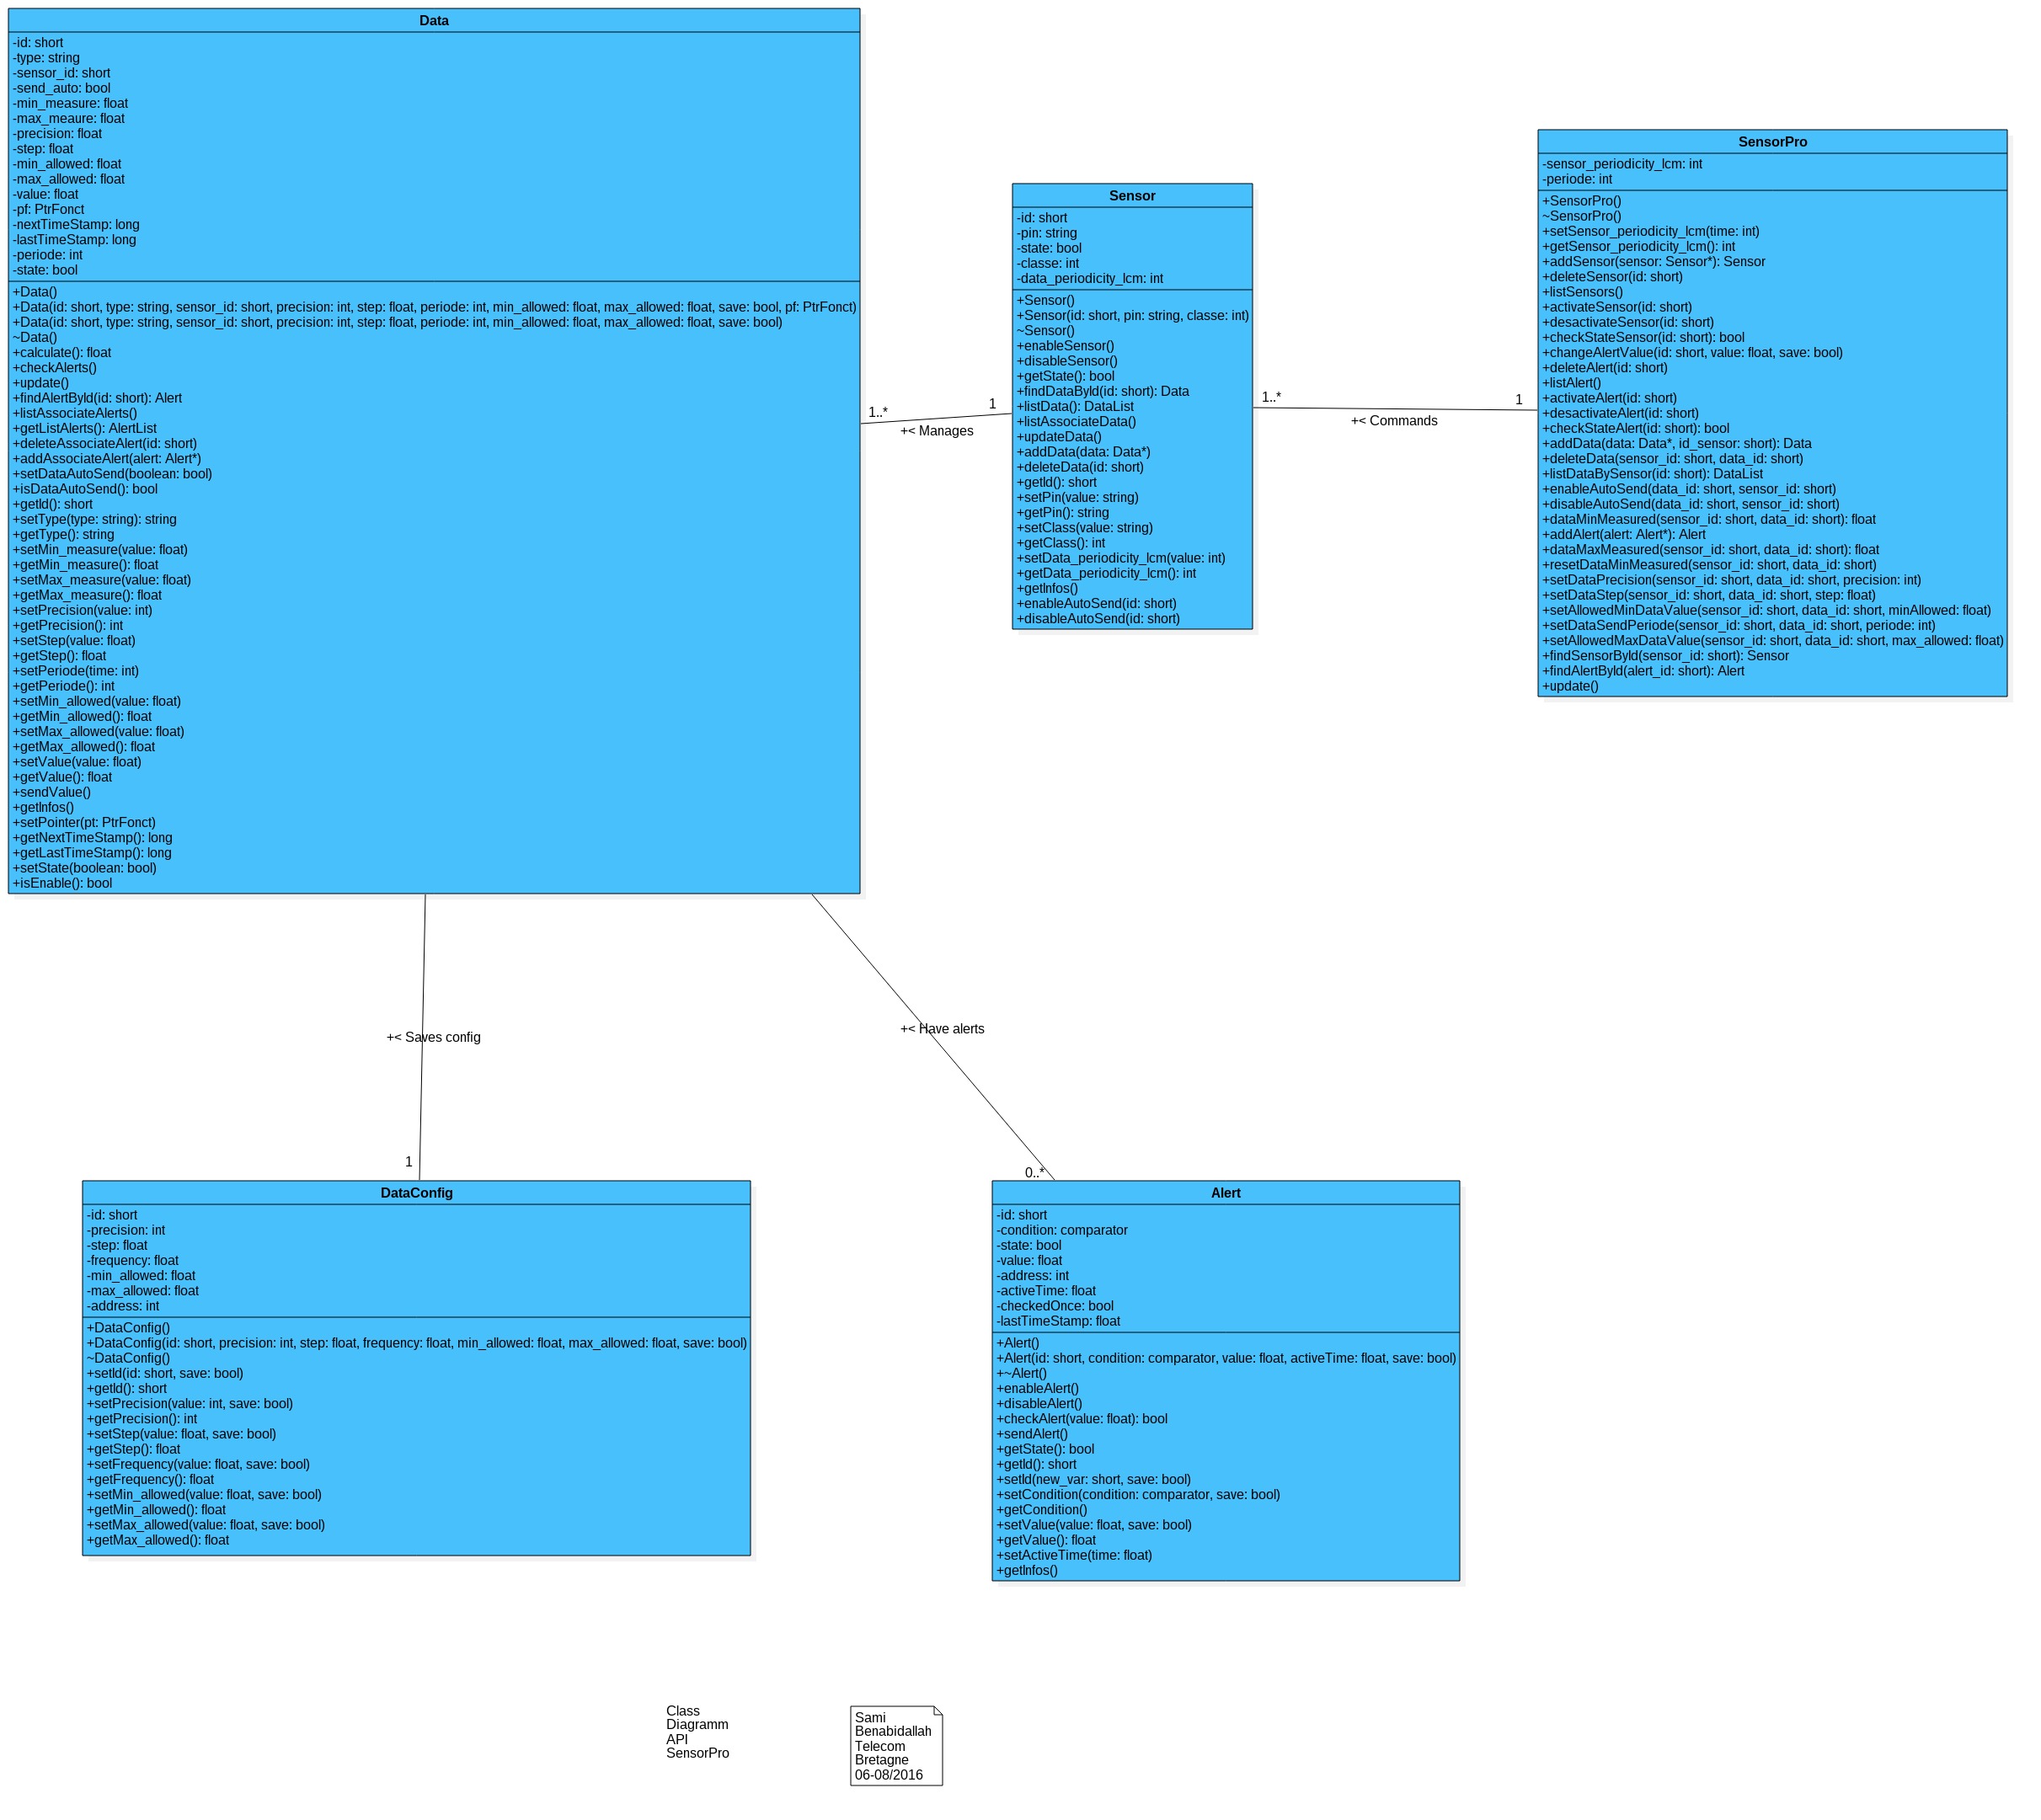 Data
-id: short
-type: string
-sensor_id: short
-send_auto: bool
-min_measure: float
-max_meaure: float
-precision: float
-step: float
-min_allowed: float
-max_allowed: float
-value: float
-pf: PtrFonct
-nextTimeStamp: long
-lastTimeStamp: long
-periode: int
-state: bool
+Data()
+Data(id: short, type: string, sensor_id: short, precision: int, step: float, periode: int, min_allowed: float, max_allowed: float, save: bool, pf: PtrFonct)
+Data(id: short, type: string, sensor_id: short, precision: int, step: float, periode: int, min_allowed: float, max_allowed: float, save: bool)
~Data()
+calculate(): float
+checkAlerts()
+update()
+findAlertById(id: short): Alert
+listAssociateAlerts()
+getListAlerts(): AlertList
+deleteAssociateAlert(id: short)
+addAssociateAlert(alert: Alert*)
+setDataAutoSend(boolean: bool)
+isDataAutoSend(): bool
+getId(): short
+setType(type: string): string
+getType(): string
+setMin_measure(value: float)
+getMin_measure(): float
+setMax_measure(value: float)
+getMax_measure(): float
+setPrecision(value: int)
+getPrecision(): int
+setStep(value: float)
+getStep(): float
+setPeriode(time: int)
+getPeriode(): int
+setMin_allowed(value: float)
+getMin_allowed(): float
+setMax_allowed(value: float)
+getMax_allowed(): float
+setValue(value: float)
+getValue(): float
+sendValue()
+getInfos()
+setPointer(pt: PtrFonct)
+getNextTimeStamp(): long
+getLastTimeStamp(): long
+setState(boolean: bool)
+isEnable(): bool
1..*
1
+< Manages
Sensor
-id: short
-pin: string
-state: bool
-classe: int
-data_periodicity_lcm: int
+Sensor()
+Sensor(id: short, pin: string, classe: int)
~Sensor()
+enableSensor()
+disableSensor()
+getState(): bool
+findDataById(id: short): Data
+listData(): DataList
+listAssociateData()
+updateData()
+addData(data: Data*)
+deleteData(id: short)
+getId(): short
+setPin(value: string)
+getPin(): string
+setClass(value: string)
+getClass(): int
+setData_periodicity_lcm(value: int)
+getData_periodicity_lcm(): int
+getInfos()
+enableAutoSend(id: short)
+disableAutoSend(id: short)
1..*
1
+< Commands
SensorPro
-sensor_periodicity_lcm: int
-periode: int
+SensorPro()
~SensorPro()
+setSensor_periodicity_lcm(time: int)
+getSensor_periodicity_lcm(): int
+addSensor(sensor: Sensor*): Sensor
+deleteSensor(id: short)
+listSensors()
+activateSensor(id: short)
+desactivateSensor(id: short)
+checkStateSensor(id: short): bool
+changeAlertValue(id: short, value: float, save: bool)
+deleteAlert(id: short)
+listAlert()
+activateAlert(id: short)
+desactivateAlert(id: short)
+checkStateAlert(id: short): bool
+addData(data: Data*, id_sensor: short): Data
+deleteData(sensor_id: short, data_id: short)
+listDataBySensor(id: short): DataList
+enableAutoSend(data_id: short, sensor_id: short)
+disableAutoSend(data_id: short, sensor_id: short)
+dataMinMeasured(sensor_id: short, data_id: short): float
+addAlert(alert: Alert*): Alert
+dataMaxMeasured(sensor_id: short, data_id: short): float
+resetDataMinMeasured(sensor_id: short, data_id: short)
+setDataPrecision(sensor_id: short, data_id: short, precision: int)
+setDataStep(sensor_id: short, data_id: short, step: float)
+setAllowedMinDataValue(sensor_id: short, data_id: short, minAllowed: float)
+setDataSendPeriode(sensor_id: short, data_id: short, periode: int)
+setAllowedMaxDataValue(sensor_id: short, data_id: short, max_allowed: float)
+findSensorById(sensor_id: short): Sensor
+findAlertById(alert_id: short): Alert
+update()
+< Saves config
1
+< Have alerts
0..*
DataConfig
-id: short
-precision: int
-step: float
-frequency: float
-min_allowed: float
-max_allowed: float
-address: int
+DataConfig()
+DataConfig(id: short, precision: int, step: float, frequency: float, min_allowed: float, max_allowed: float, save: bool)
~DataConfig()
+setId(id: short, save: bool)
+getId(): short
+setPrecision(value: int, save: bool)
+getPrecision(): int
+setStep(value: float, save: bool)
+getStep(): float
+setFrequency(value: float, save: bool)
+getFrequency(): float
+setMin_allowed(value: float, save: bool)
+getMin_allowed(): float
+setMax_allowed(value: float, save: bool)
+getMax_allowed(): float
Alert
-id: short
-condition: comparator
-state: bool
-value: float
-address: int
-activeTime: float
-checkedOnce: bool
-lastTimeStamp: float
+Alert()
+Alert(id: short, condition: comparator, value: float, activeTime: float, save: bool)
+~Alert()
+enableAlert()
+disableAlert()
+checkAlert(value: float): bool
+sendAlert()
+getState(): bool
+getId(): short
+setId(new_var: short, save: bool)
+setCondition(condition: comparator, save: bool)
+getCondition()
+setValue(value: float, save: bool)
+getValue(): float
+setActiveTime(time: float)
+getInfos()
Class
Diagramm
API
SensorPro
Sami
Benabidallah
Telecom
Bretagne
06-08/2016